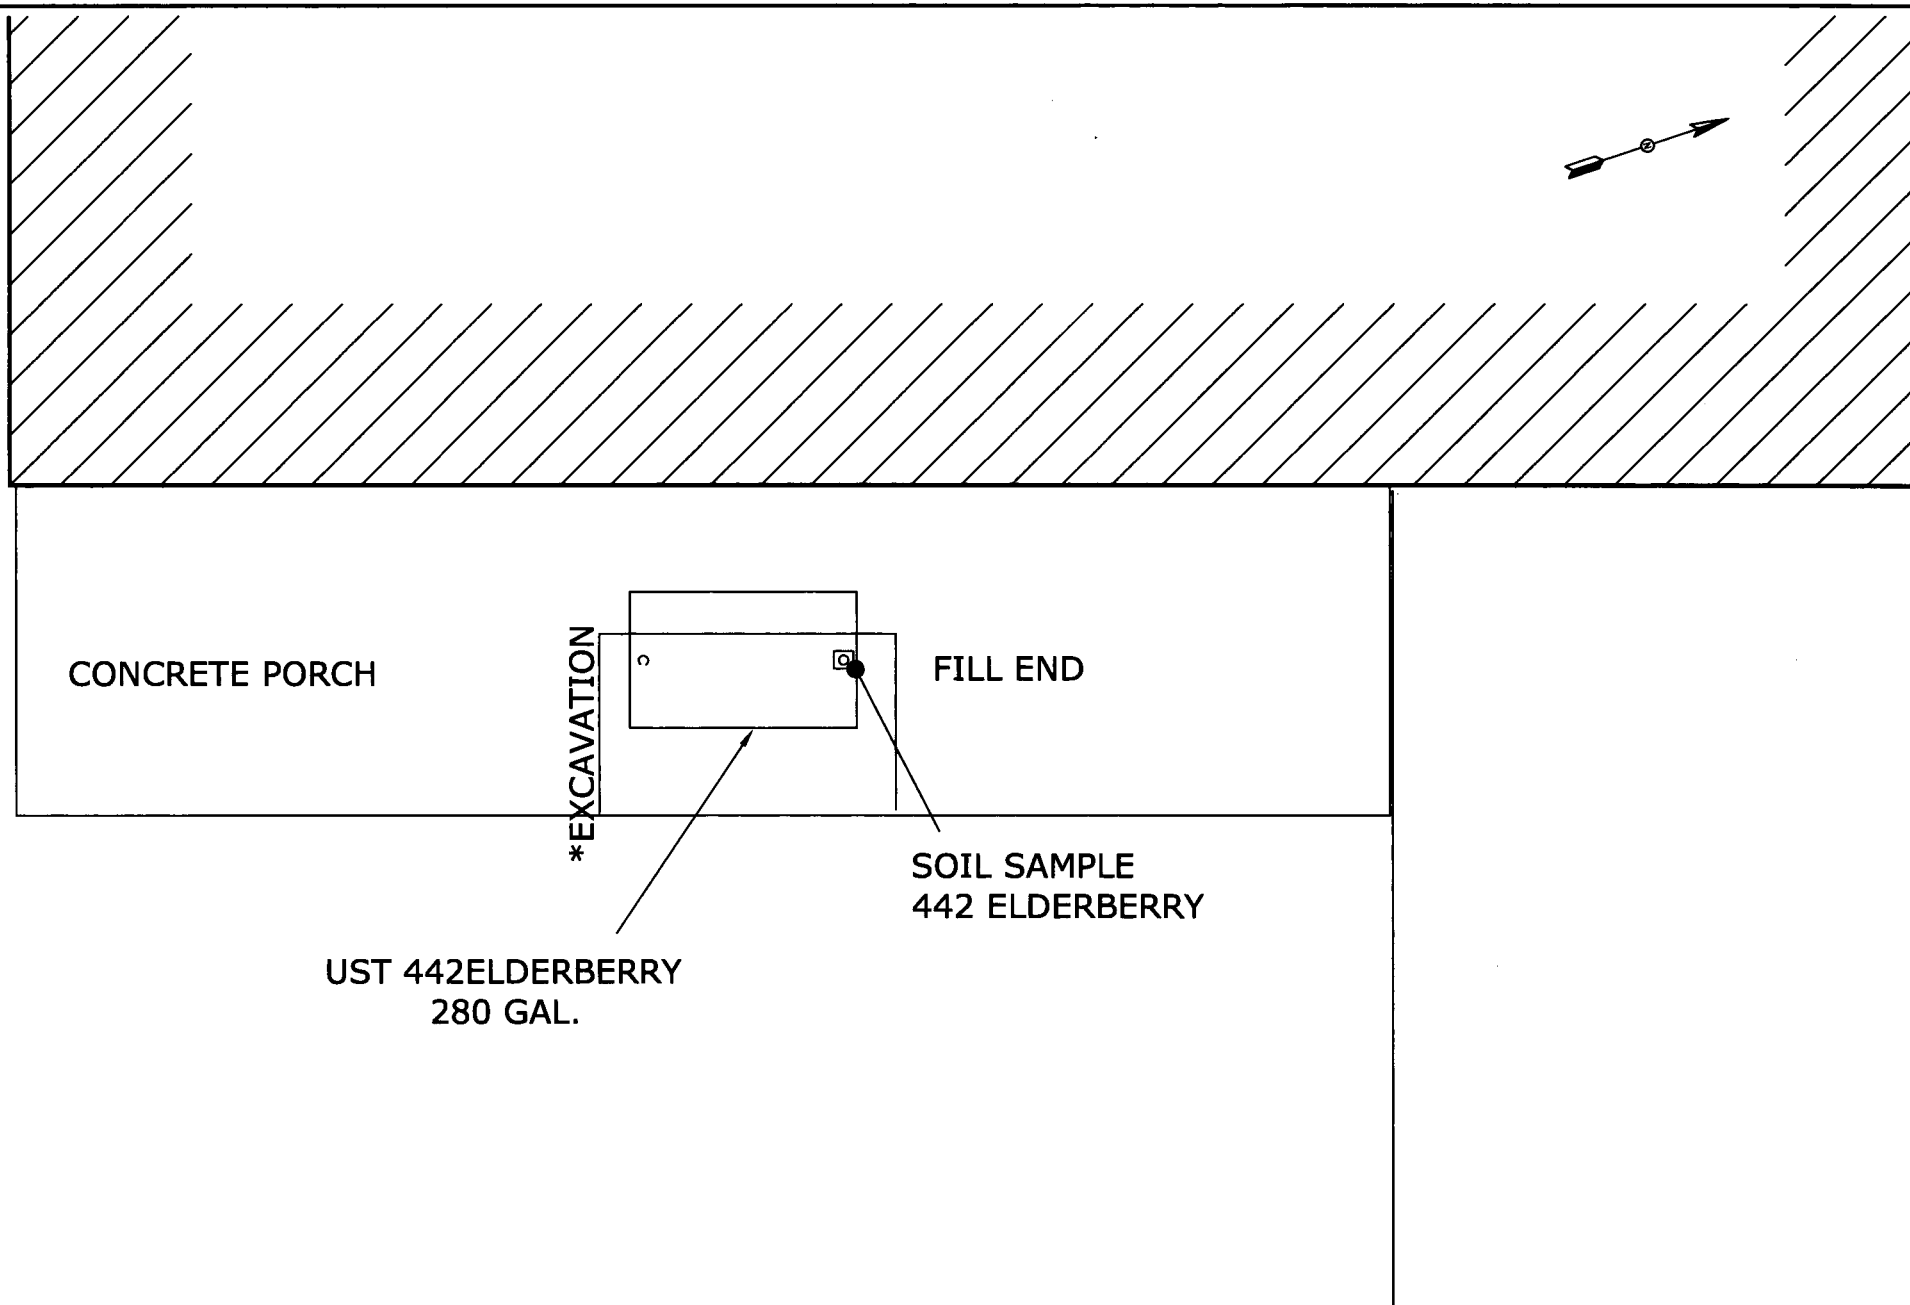 N
CONCRETE PORCH
*EXCAVATION
C
FILL END
SOIL SAMPLE
442 ELDERBERRY
UST 442ELDERBERRY
280 GAL.